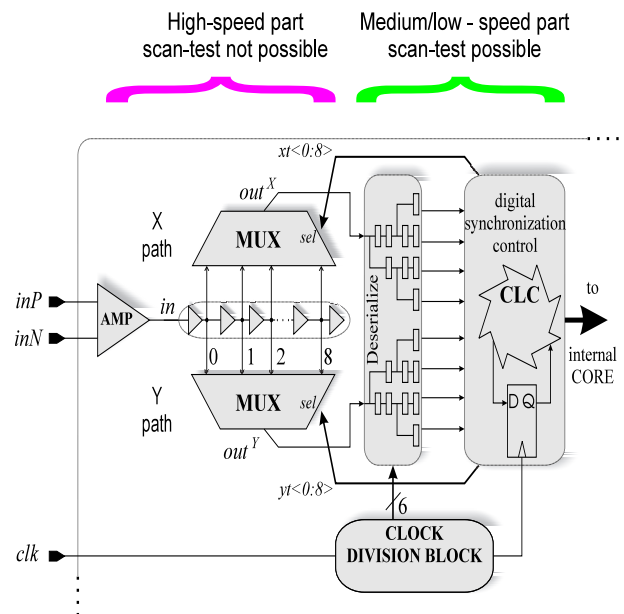 High-speed part
scan-test not possible
Medium/low - speed part
scan-test possible
xt<0:8>
out X
X
path
MUX
sel
Deserialize
digital
synchronization
control
CLC
to
internal
CORE
inP
inN
AMP
in
0
1
2
8
Y
path
MUX
sel
out Y
yt<0:8>
D Q
6
clk
CLOCK
DIVISION BLOCK